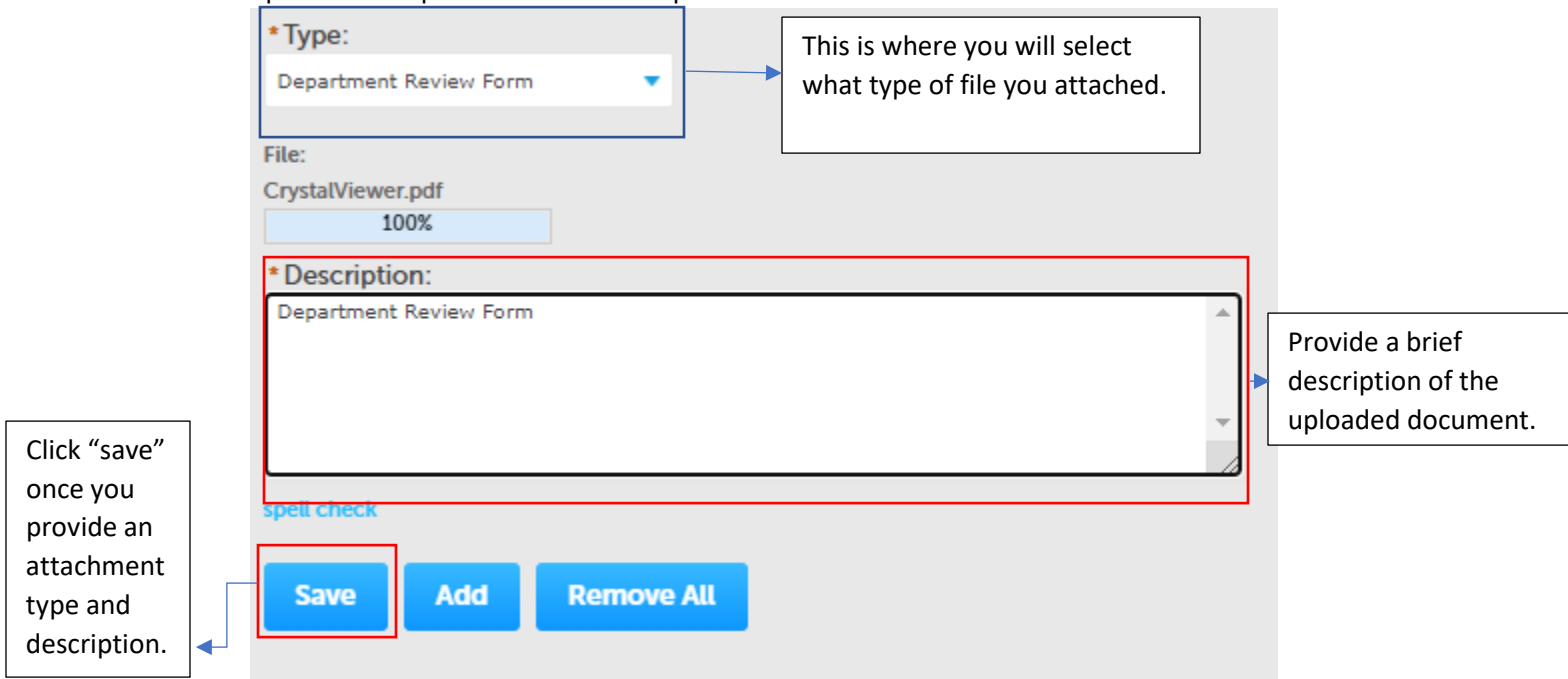 * Type:
Department Review Form
This is where you will select
what type of file you attached.
File:
CrystalViewer.pdf
100%
* Description:
Department Review Form
Provide a brief
description of the
uploaded document.
Click “save”
once you
provide an
attachment
type and
description.
spell check
Save
Add
Remove All